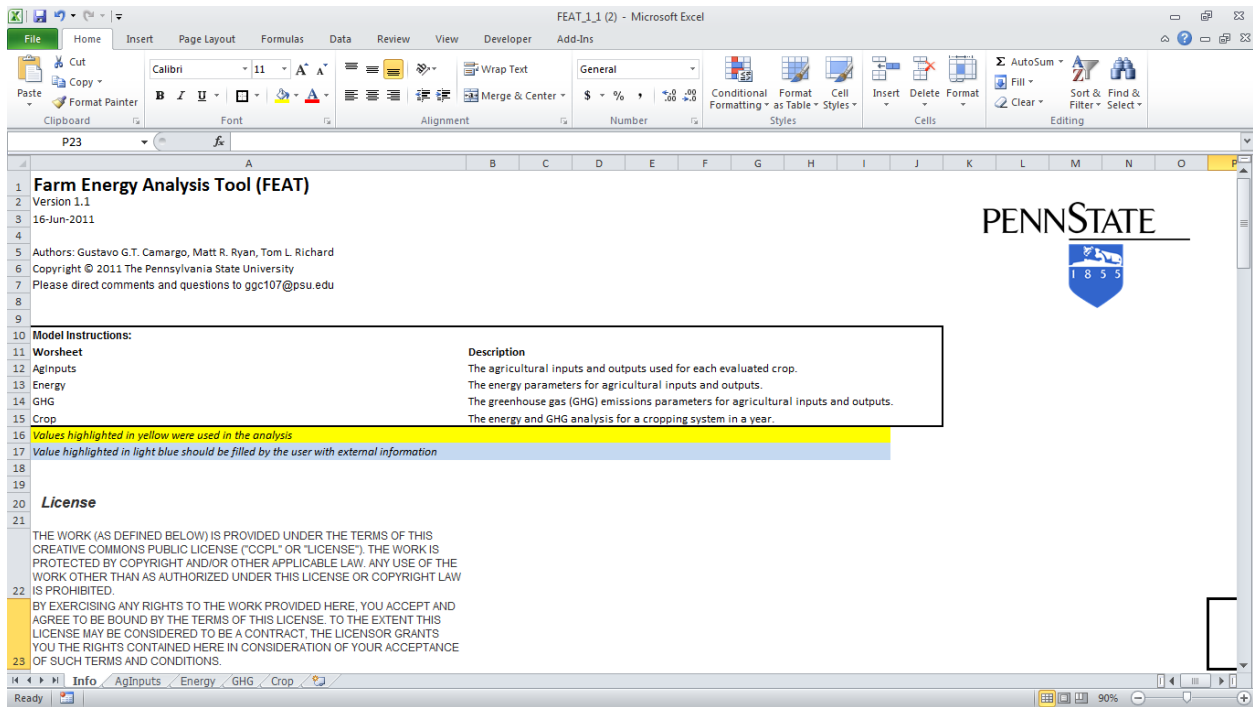 FEAT_1_1 (2) - Microsoft Excel
File Home Insert Page Layout Formulas Data Review View Developer Add-Ins
Cut
Copy
Format Painter
Paste
Clipboard
Calibri 11
B I U
Font
Wrap Text
Merge & Center
Alignment
General
$ % ,
Number
Conditional Formatting
Format as Table
Cell Styles
Styles
Insert Delete Format
Cells
Σ AutoSum
Fill
Clear
Sort & Filter
Find & Select
Editing
P23 fx
A B C D E F G H I J K L M N O P
1 Farm Energy Analysis Tool (FEAT)
2 Version 1.1
3 16-Jun-2011
4
5 Authors: Gustavo G.T. Camargo, Matt R. Ryan, Tom L. Richard
6 Copyright © 2011 The Pennsylvania State University
7 Please direct comments and questions to ggc107@psu.edu
8
9
PENNSTATE
1855
10 Model Instructions:
11 Worsheet Description
12 AgInputs The agricultural inputs and outputs used for each evaluated crop.
13 Energy The energy parameters for agricultural inputs and outputs.
14 GHG The greenhouse gas (GHG) emissions parameters for agricultural inputs and outputs.
15 Crop The energy and GHG analysis for a cropping system in a year.
16 Values highlighted in yellow were used in the analysis
17 Value highlighted in light blue should be filled by the user with external information
18
19
20 License
21
THE WORK (AS DEFINED BELOW) IS PROVIDED UNDER THE TERMS OF THIS
CREATIVE COMMONS PUBLIC LICENSE ("CCPL" OR "LICENSE"). THE WORK IS
PROTECTED BY COPYRIGHT AND/OR OTHER APPLICABLE LAW. ANY USE OF THE
WORK OTHER THAN AS AUTHORIZED UNDER THIS LICENSE OR COPYRIGHT LAW
22 IS PROHIBITED.
BY EXERCISING ANY RIGHTS TO THE WORK PROVIDED HERE, YOU ACCEPT AND
AGREE TO BE BOUND BY THE TERMS OF THIS LICENSE. TO THE EXTENT THIS
LICENSE MAY BE CONSIDERED TO BE A CONTRACT, THE LICENSOR GRANTS
YOU THE RIGHTS CONTAINED HERE IN CONSIDERATION OF YOUR ACCEPTANCE
23 OF SUCH TERMS AND CONDITIONS.
Info AgInputs Energy GHG Crop
Ready 90%